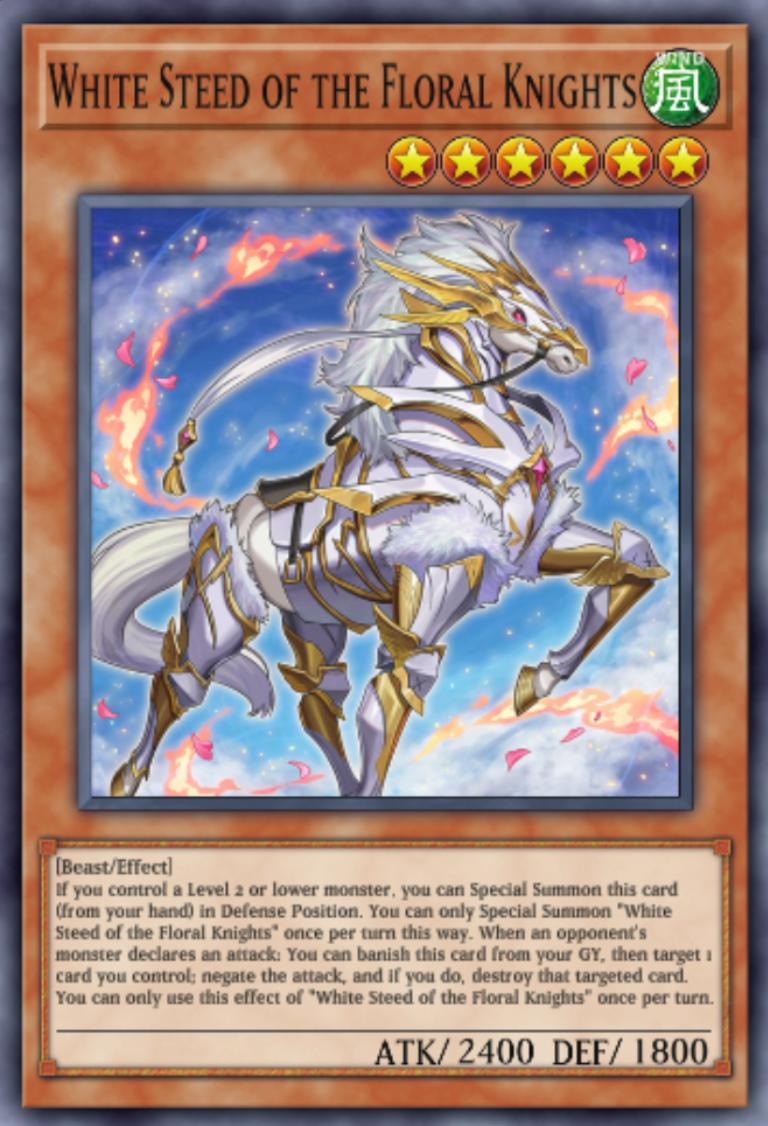 White Steed of the Floral Knights
WIND
風
[Beast/Effect]
If you control a Level 2 or lower monster, you can Special Summon this card
(from your hand) in Defense Position. You can only Special Summon "White
Steed of the Floral Knights" once per turn this way. When an opponent's
monster declares an attack: You can banish this card from your GY, then target 1
card you control; negate the attack, and if you do, destroy that targeted card.
You can only use this effect of "White Steed of the Floral Knights" once per turn.
ATK/ 2400 DEF/ 1800